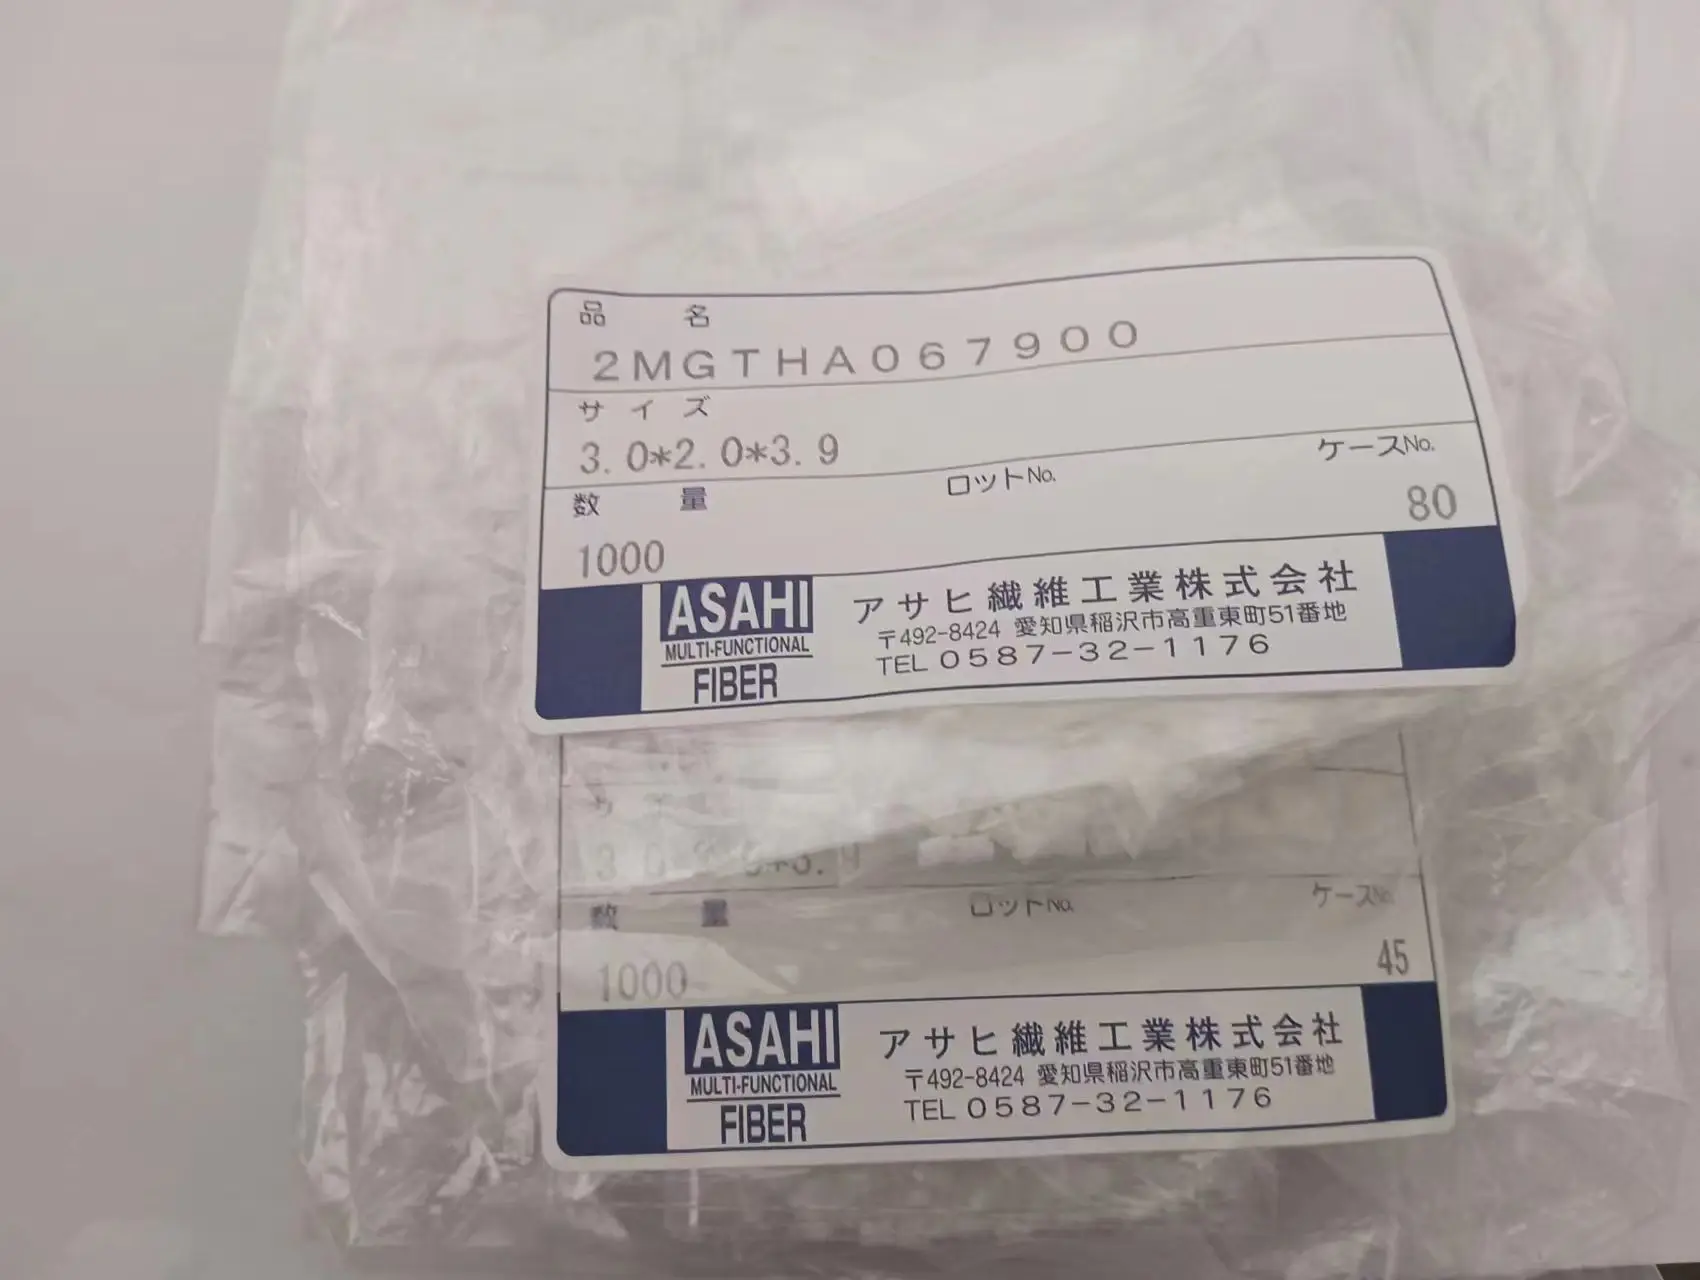 品 名
2MGTHA067900
サイズ
3.0*2.0*3.9
数 量 ロットNo. ケースNo.
1000 80
ASAHI
MULTI-FUNCTIONAL
FIBER
アサヒ繊維工業株式会社
〒492-8424 愛知県稲沢市高重東町51番地
TEL 0587-32-1176
数 量 ロットNo. ケースNo.
1000 45
ASAHI
MULTI-FUNCTIONAL
FIBER
アサヒ繊維工業株式会社
〒492-8424 愛知県稲沢市高重東町51番地
TEL 0587-32-1176